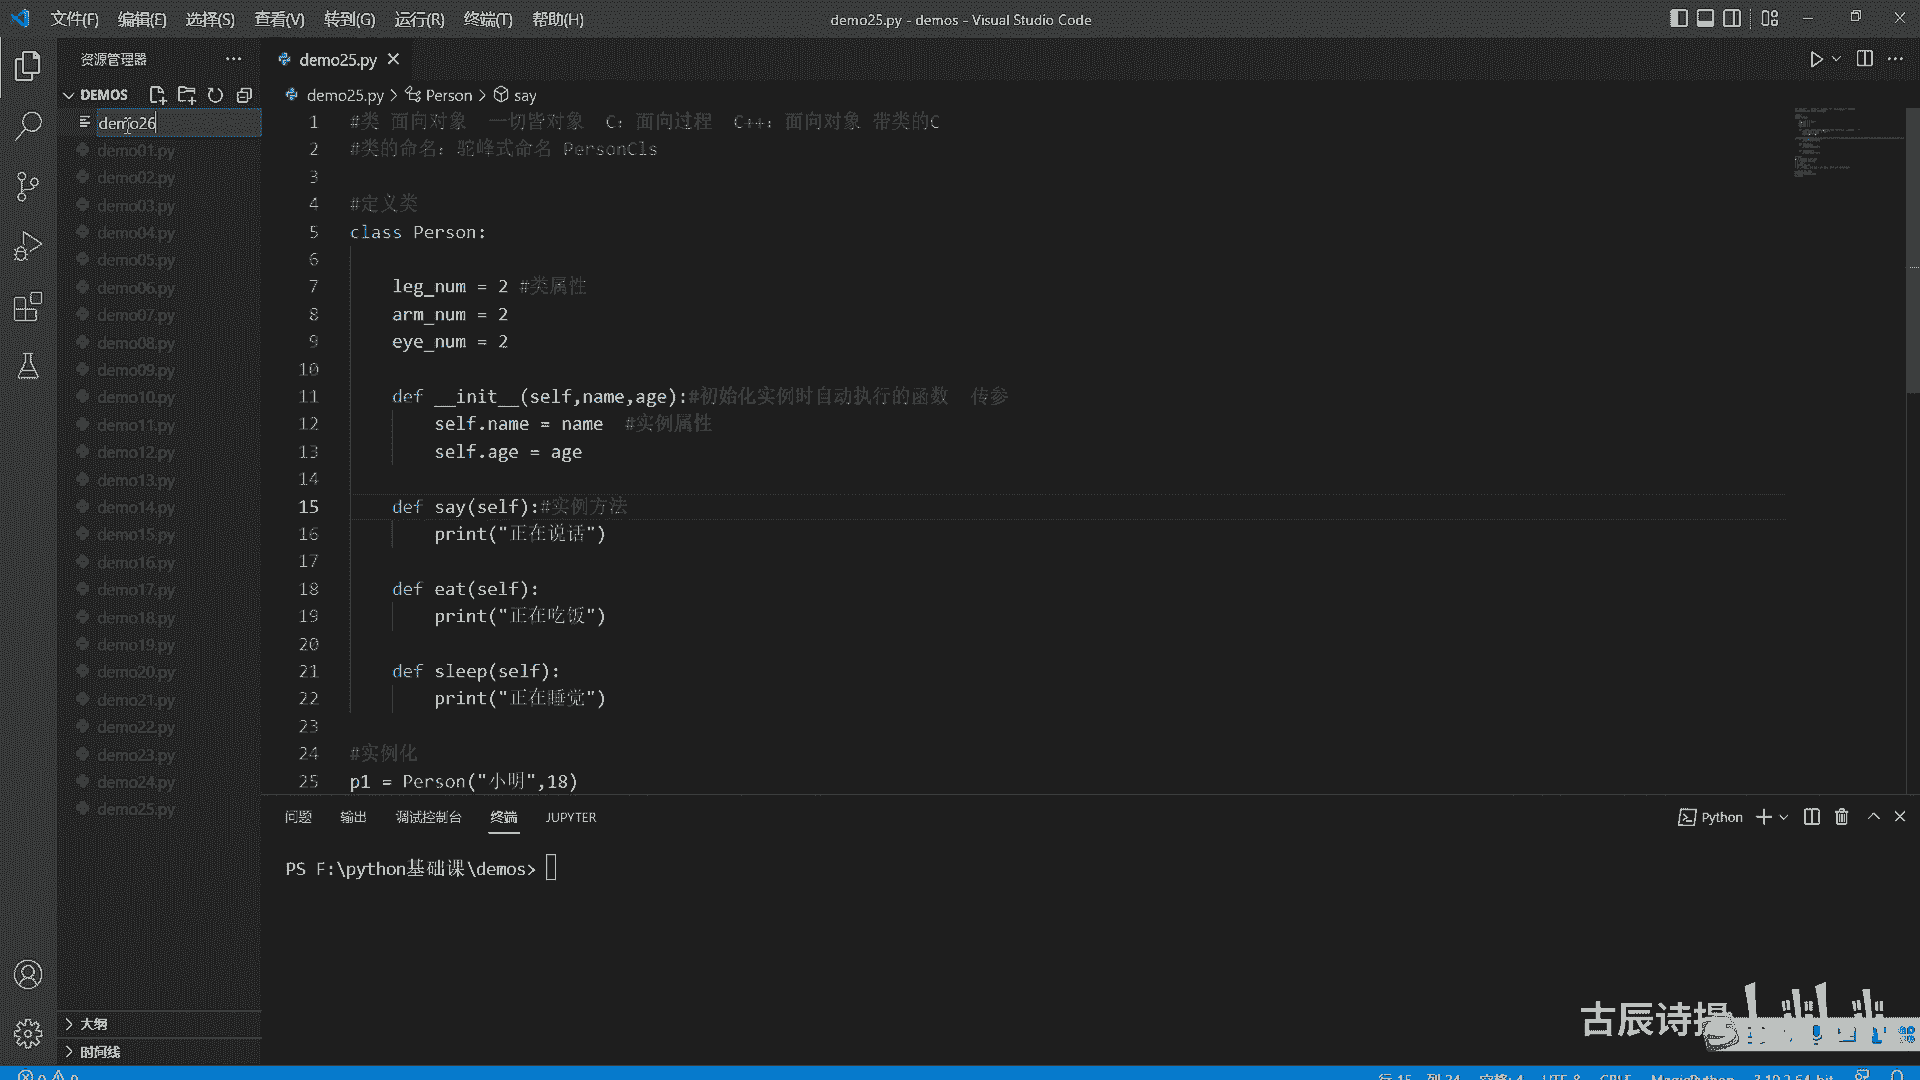 文件(F) 编辑(E) 选择(S) 查看(V) 转到(G) 运行(R) 终端(T) 帮助(H) demo25.py - demos - Visual Studio Code
资源管理器
demo25.py
DEMOS
demo25.py > Person > say
demo26
demo01.py
demo02.py
demo03.py
demo04.py
demo05.py
demo06.py
demo07.py
demo08.py
demo09.py
demo10.py
demo11.py
demo12.py
demo13.py
demo14.py
demo15.py
demo16.py
demo17.py
demo18.py
demo19.py
demo20.py
demo21.py
demo22.py
demo23.py
demo24.py
demo25.py
大纲
时间线
1 #类 面向对象 一切皆对象 C：面向过程 C++：面向对象 带类的C
2 #类的命名：驼峰式命名 PersonCls
3
4 #定义类
5 class Person:
6
7 leg_num = 2 #类属性
8 arm_num = 2
9 eye_num = 2
10
11 def __init__(self,name,age):#初始化实例时自动执行的函数 传参
12 self.name = name #实例属性
13 self.age = age
14
15 def say(self):#实例方法
16 print("正在说话")
17
18 def eat(self):
19 print("正在吃饭")
20
21 def sleep(self):
22 print("正在睡觉")
23
24 #实例化
25 p1 = Person("小明",18)
问题 输出 调试控制台 终端 JUPYTER
Python
PS F:\python基础课\demos>
古辰诗提
行 15，列 24 空格: 4 UTF-8 CRLF MagicPython 3.10.2 64-bit